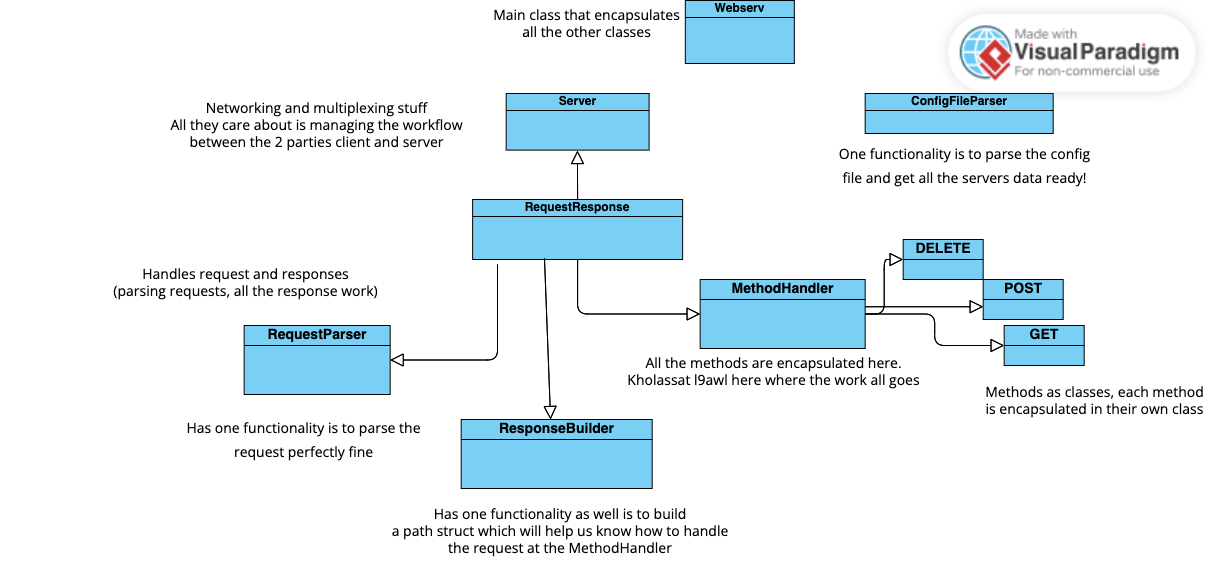 Webserv
Main class that encapsulates
all the other classes
Made with
VisualParadigm
For non-commercial use
Server
Networking and multiplexing stuff
All they care about is managing the workflow
between the 2 parties client and server
ConfigFileParser
One functionality is to parse the config
file and get all the servers data ready!
RequestResponse
Handles request and responses
(parsing requests, all the response work)
DELETE
POST
GET
MethodHandler
All the methods are encapsulated here.
Kholassat l9awl here where the work all goes
Methods as classes, each method
is encapsulated in their own class
RequestParser
Has one functionality is to parse the
request perfectly fine
ResponseBuilder
Has one functionality as well is to build
a path struct which will help us know how to handle
the request at the MethodHandler